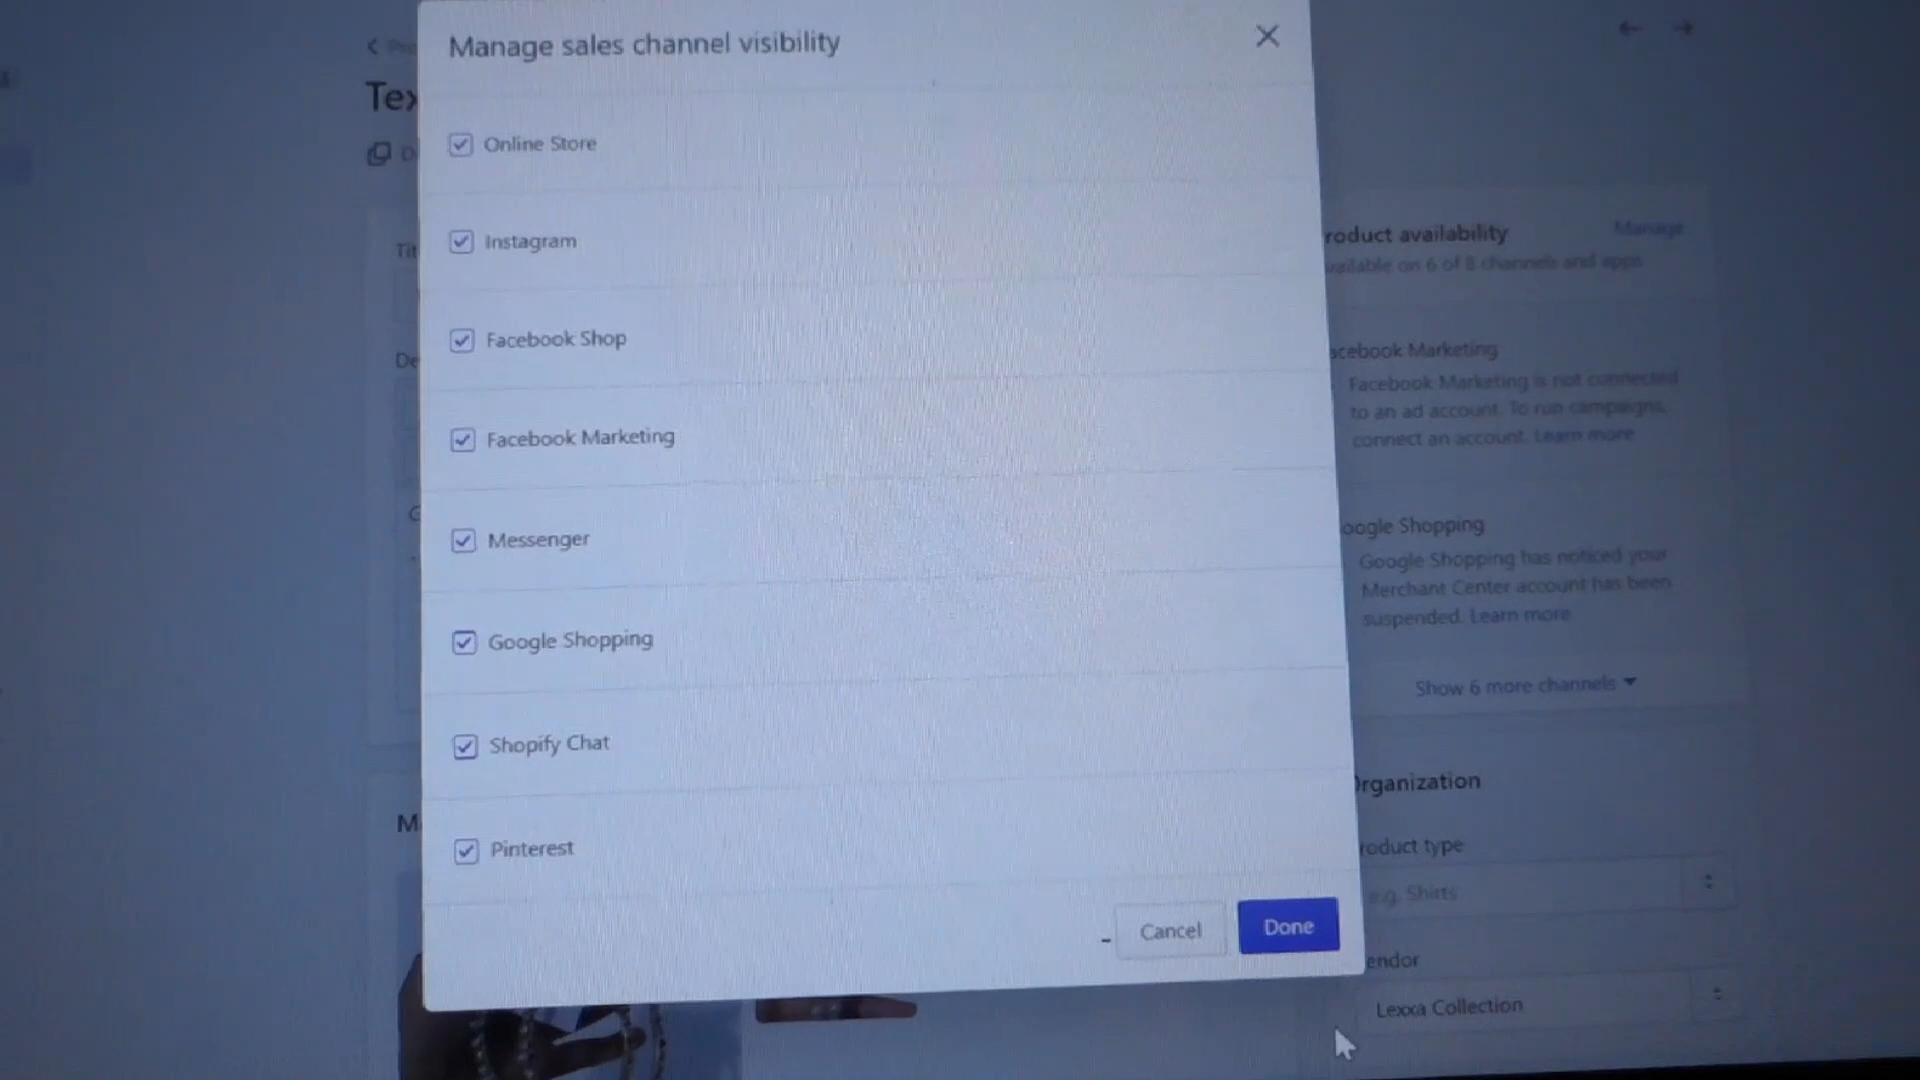 Manage sales channel visibility
Tex
Online Store
Instagram
Facebook Shop
Facebook Marketing
Messenger
Google Shopping
Shopify Chat
Pinterest
Cancel
Done
Tit
De
M
roduct availability
Manage
vailable on 6 of 8 channels and apps
acebook Marketing
Facebook Marketing is not connected
to an ad account. To run campaigns,
connect an account. Learn more
oogle Shopping
Google Shopping has noticed your
Merchant Center account has been
suspended. Learn more
Show 6 more channels
Organization
roduct type
e.g. Shirts
endor
Lexxa Collection